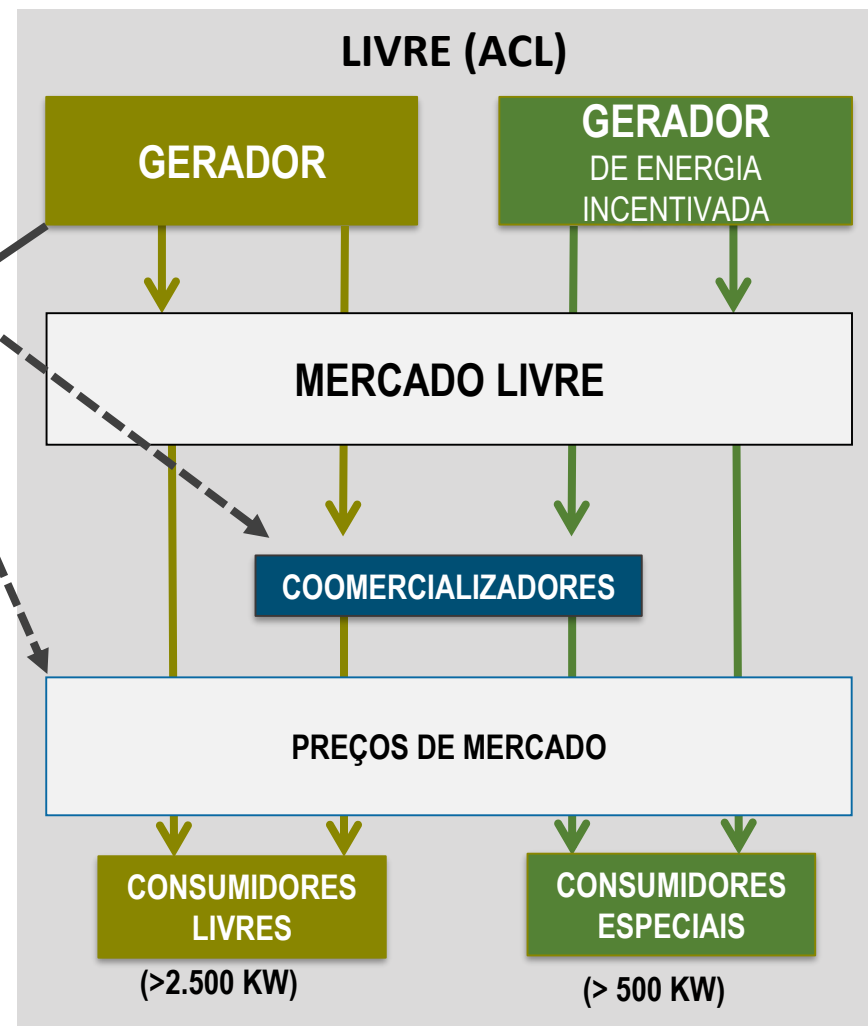 LIVRE (ACL)
GERADOR
GERADOR
DE ENERGIA
INCENTIVADA
MERCADO LIVRE
COOMERCIALIZADORES
PREÇOS DE MERCADO
CONSUMIDORES
LIVRES
(>2.500 KW)
CONSUMIDORES
ESPECIAIS
(> 500 KW)